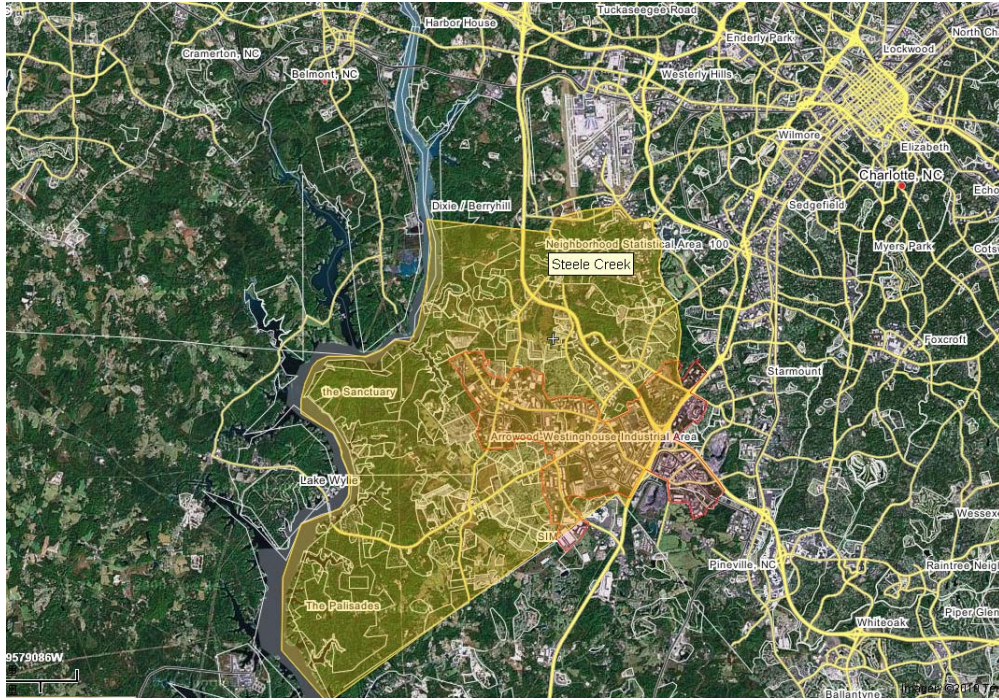 Tuckaseegee Road
Harbor House
North Ch
Enderly Park
Lockwood
Cramerton, NC
Belmont, NC
Westerly Hills
Wilmore
Elizabeth
Charlotte, NC
Echo
Dixie / Berryhill
Sedgefield
Neighborhood Statistical Area 100
Myers Park
Cots
Steele Creek
Foxcroft
Starmount
the Sanctuary
Arrowood-Westinghouse Industrial Area
Lake Wylie
Wessex
SIM
Pineville, NC
Raintree Neigh
The Palisades
Piper Glen
Whiteoak
9579086W
Ballantyne